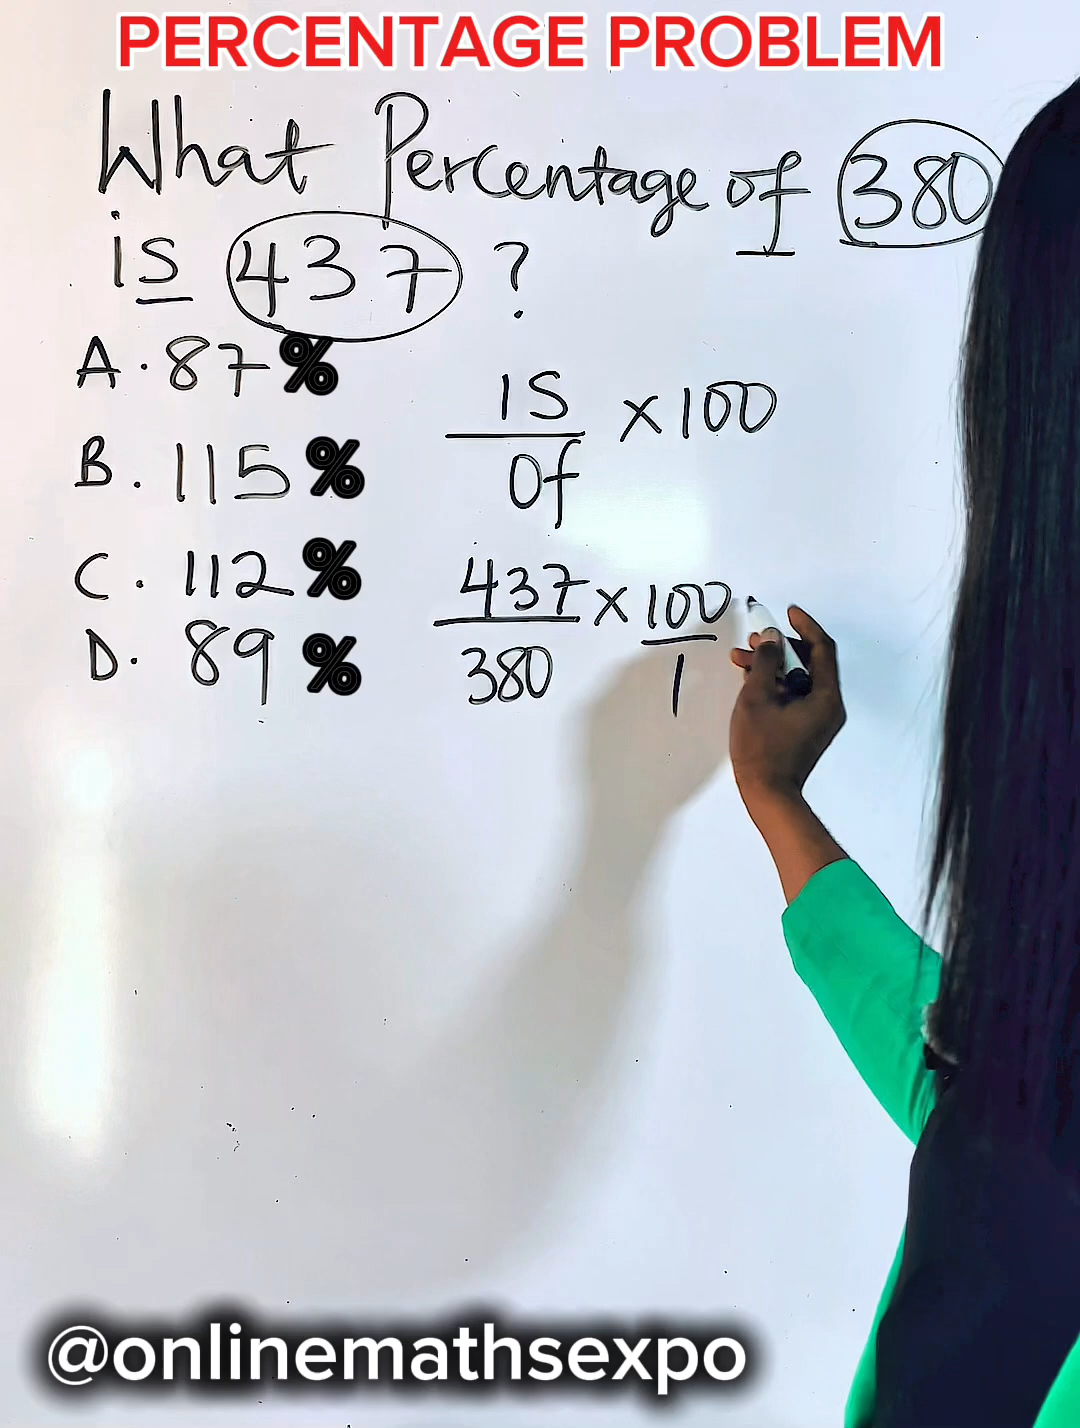 PERCENTAGE PROBLEM
What Percentage of 380
is 437 ?
A. 87%
B. 115%
C. 112%
D. 89%
is
of
×100
437
380
× 100
1
@onlinemathsexpo